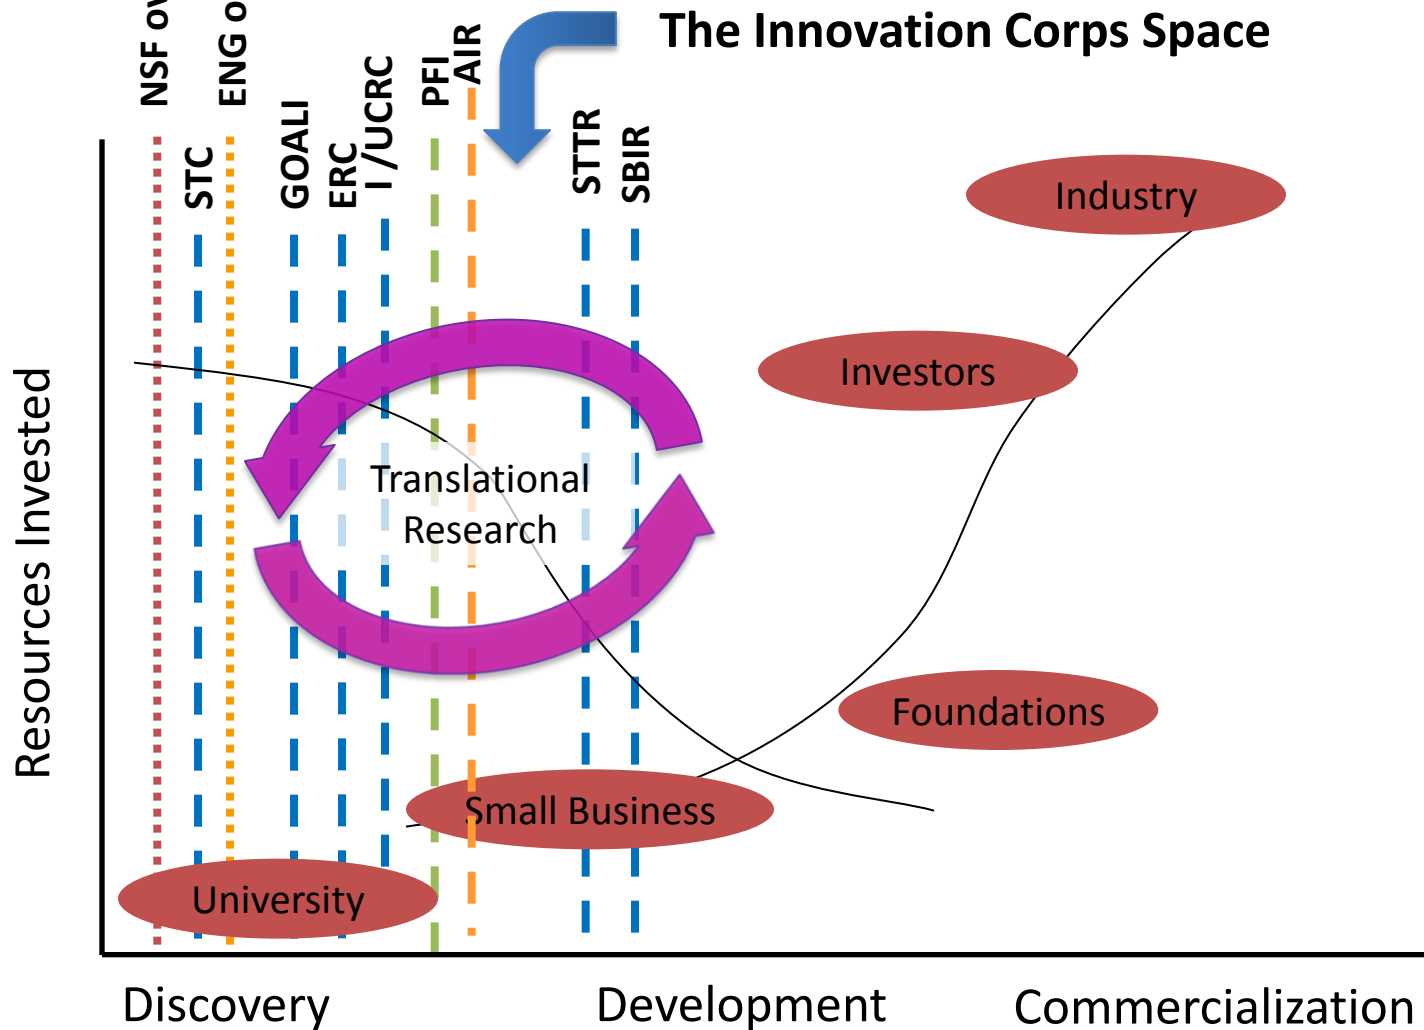 The Innovation Corps Space
NSF
ENG
STC
GOALI
ERC
I /UCRC
PFI
AIR
STTR
SBIR
Industry
Investors
Translational
Research
Foundations
Small Business
University
Resources Invested
Discovery
Development
Commercialization